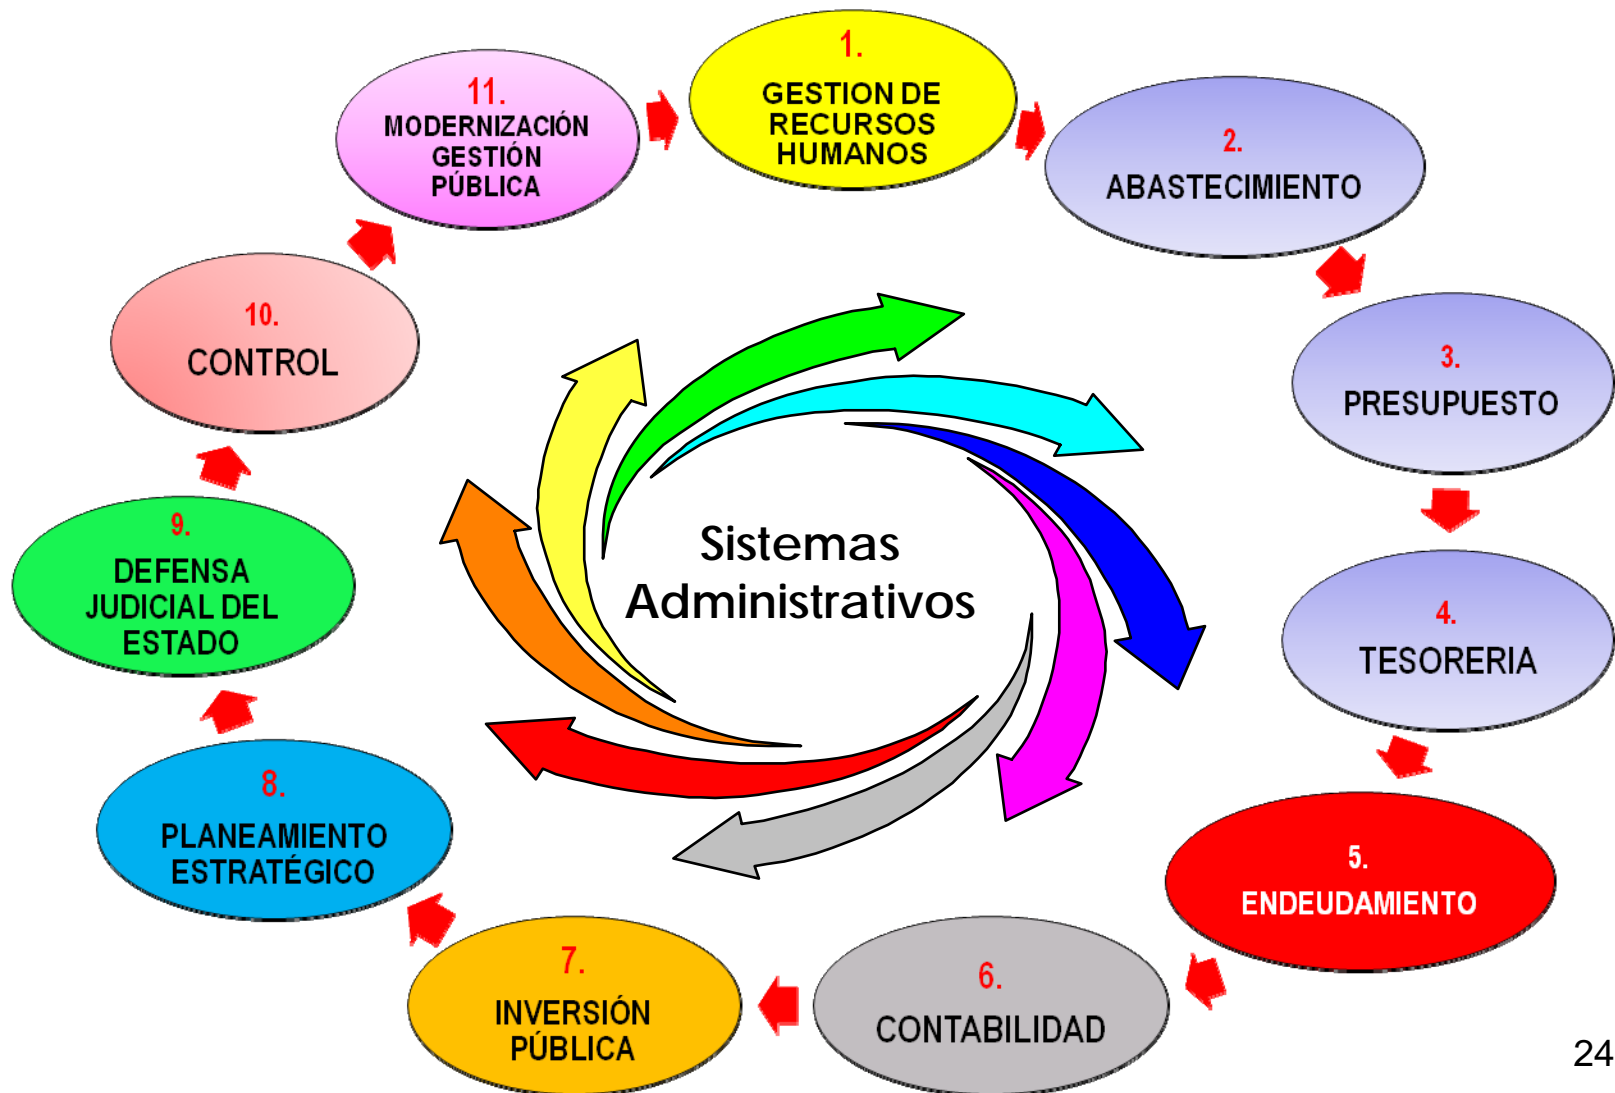 1.
GESTION DE
RECURSOS
HUMANOS
2.
ABASTECIMIENTO
3.
PRESUPUESTO
4.
TESORERIA
5.
ENDEUDAMIENTO
6.
CONTABILIDAD
7.
INVERSIÓN
PÚBLICA
8.
PLANEAMIENTO
ESTRATÉGICO
9.
DEFENSA
JUDICIAL DEL
ESTADO
10.
CONTROL
11.
MODERNIZACIÓN
GESTIÓN
PÚBLICA
Sistemas
Administrativos
24